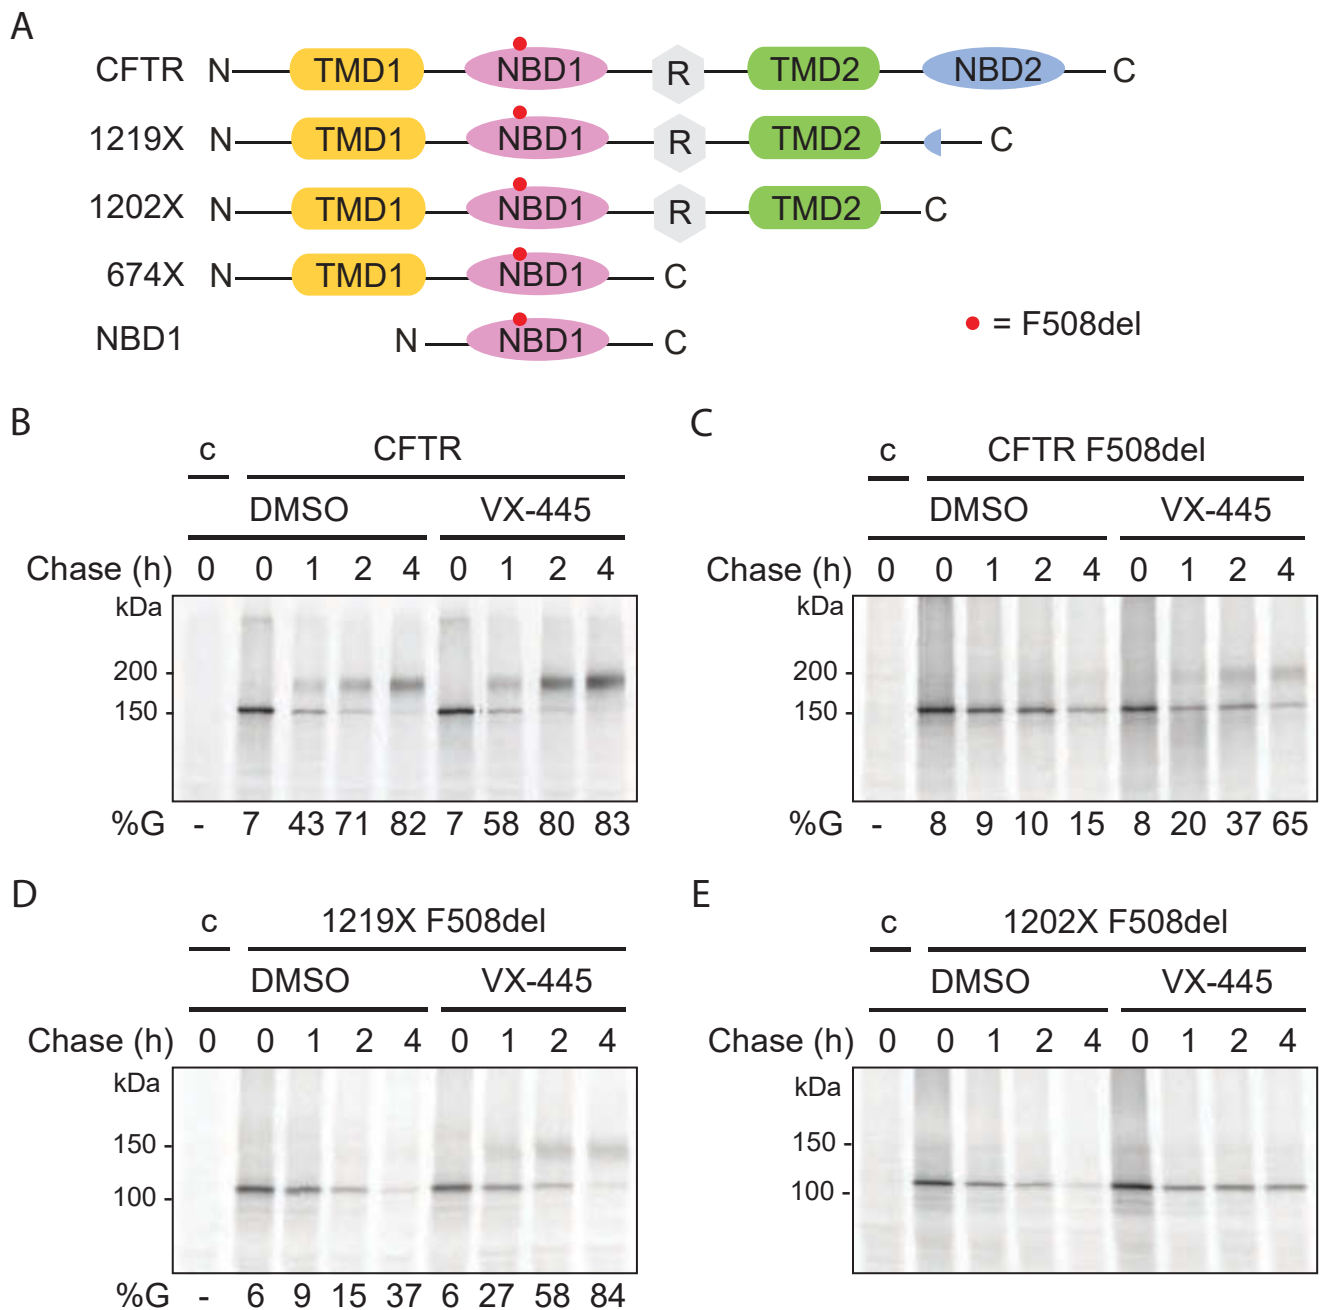 A
CFTR N TMD1 NBD1 R TMD2 NBD2 C
1219X N TMD1 NBD1 R TMD2 C
1202X N TMD1 NBD1 R TMD2 C
674X N TMD1 NBD1 C
NBD1 N NBD1 C
= F508del
B
c CFTR
DMSO VX-445
Chase (h) 0 0 1 2 4 0 1 2 4
kDa
200 -
150 -
%G - 7 43 71 82 7 58 80 83
C
c CFTR F508del
DMSO VX-445
Chase (h) 0 0 1 2 4 0 1 2 4
kDa
200 -
150 -
%G - 8 9 10 15 8 20 37 65
D
c 1219X F508del
DMSO VX-445
Chase (h) 0 0 1 2 4 0 1 2 4
kDa
150 -
100 -
%G - 6 9 15 37 6 27 58 84
E
c 1202X F508del
DMSO VX-445
Chase (h) 0 0 1 2 4 0 1 2 4
kDa
150 -
100 -